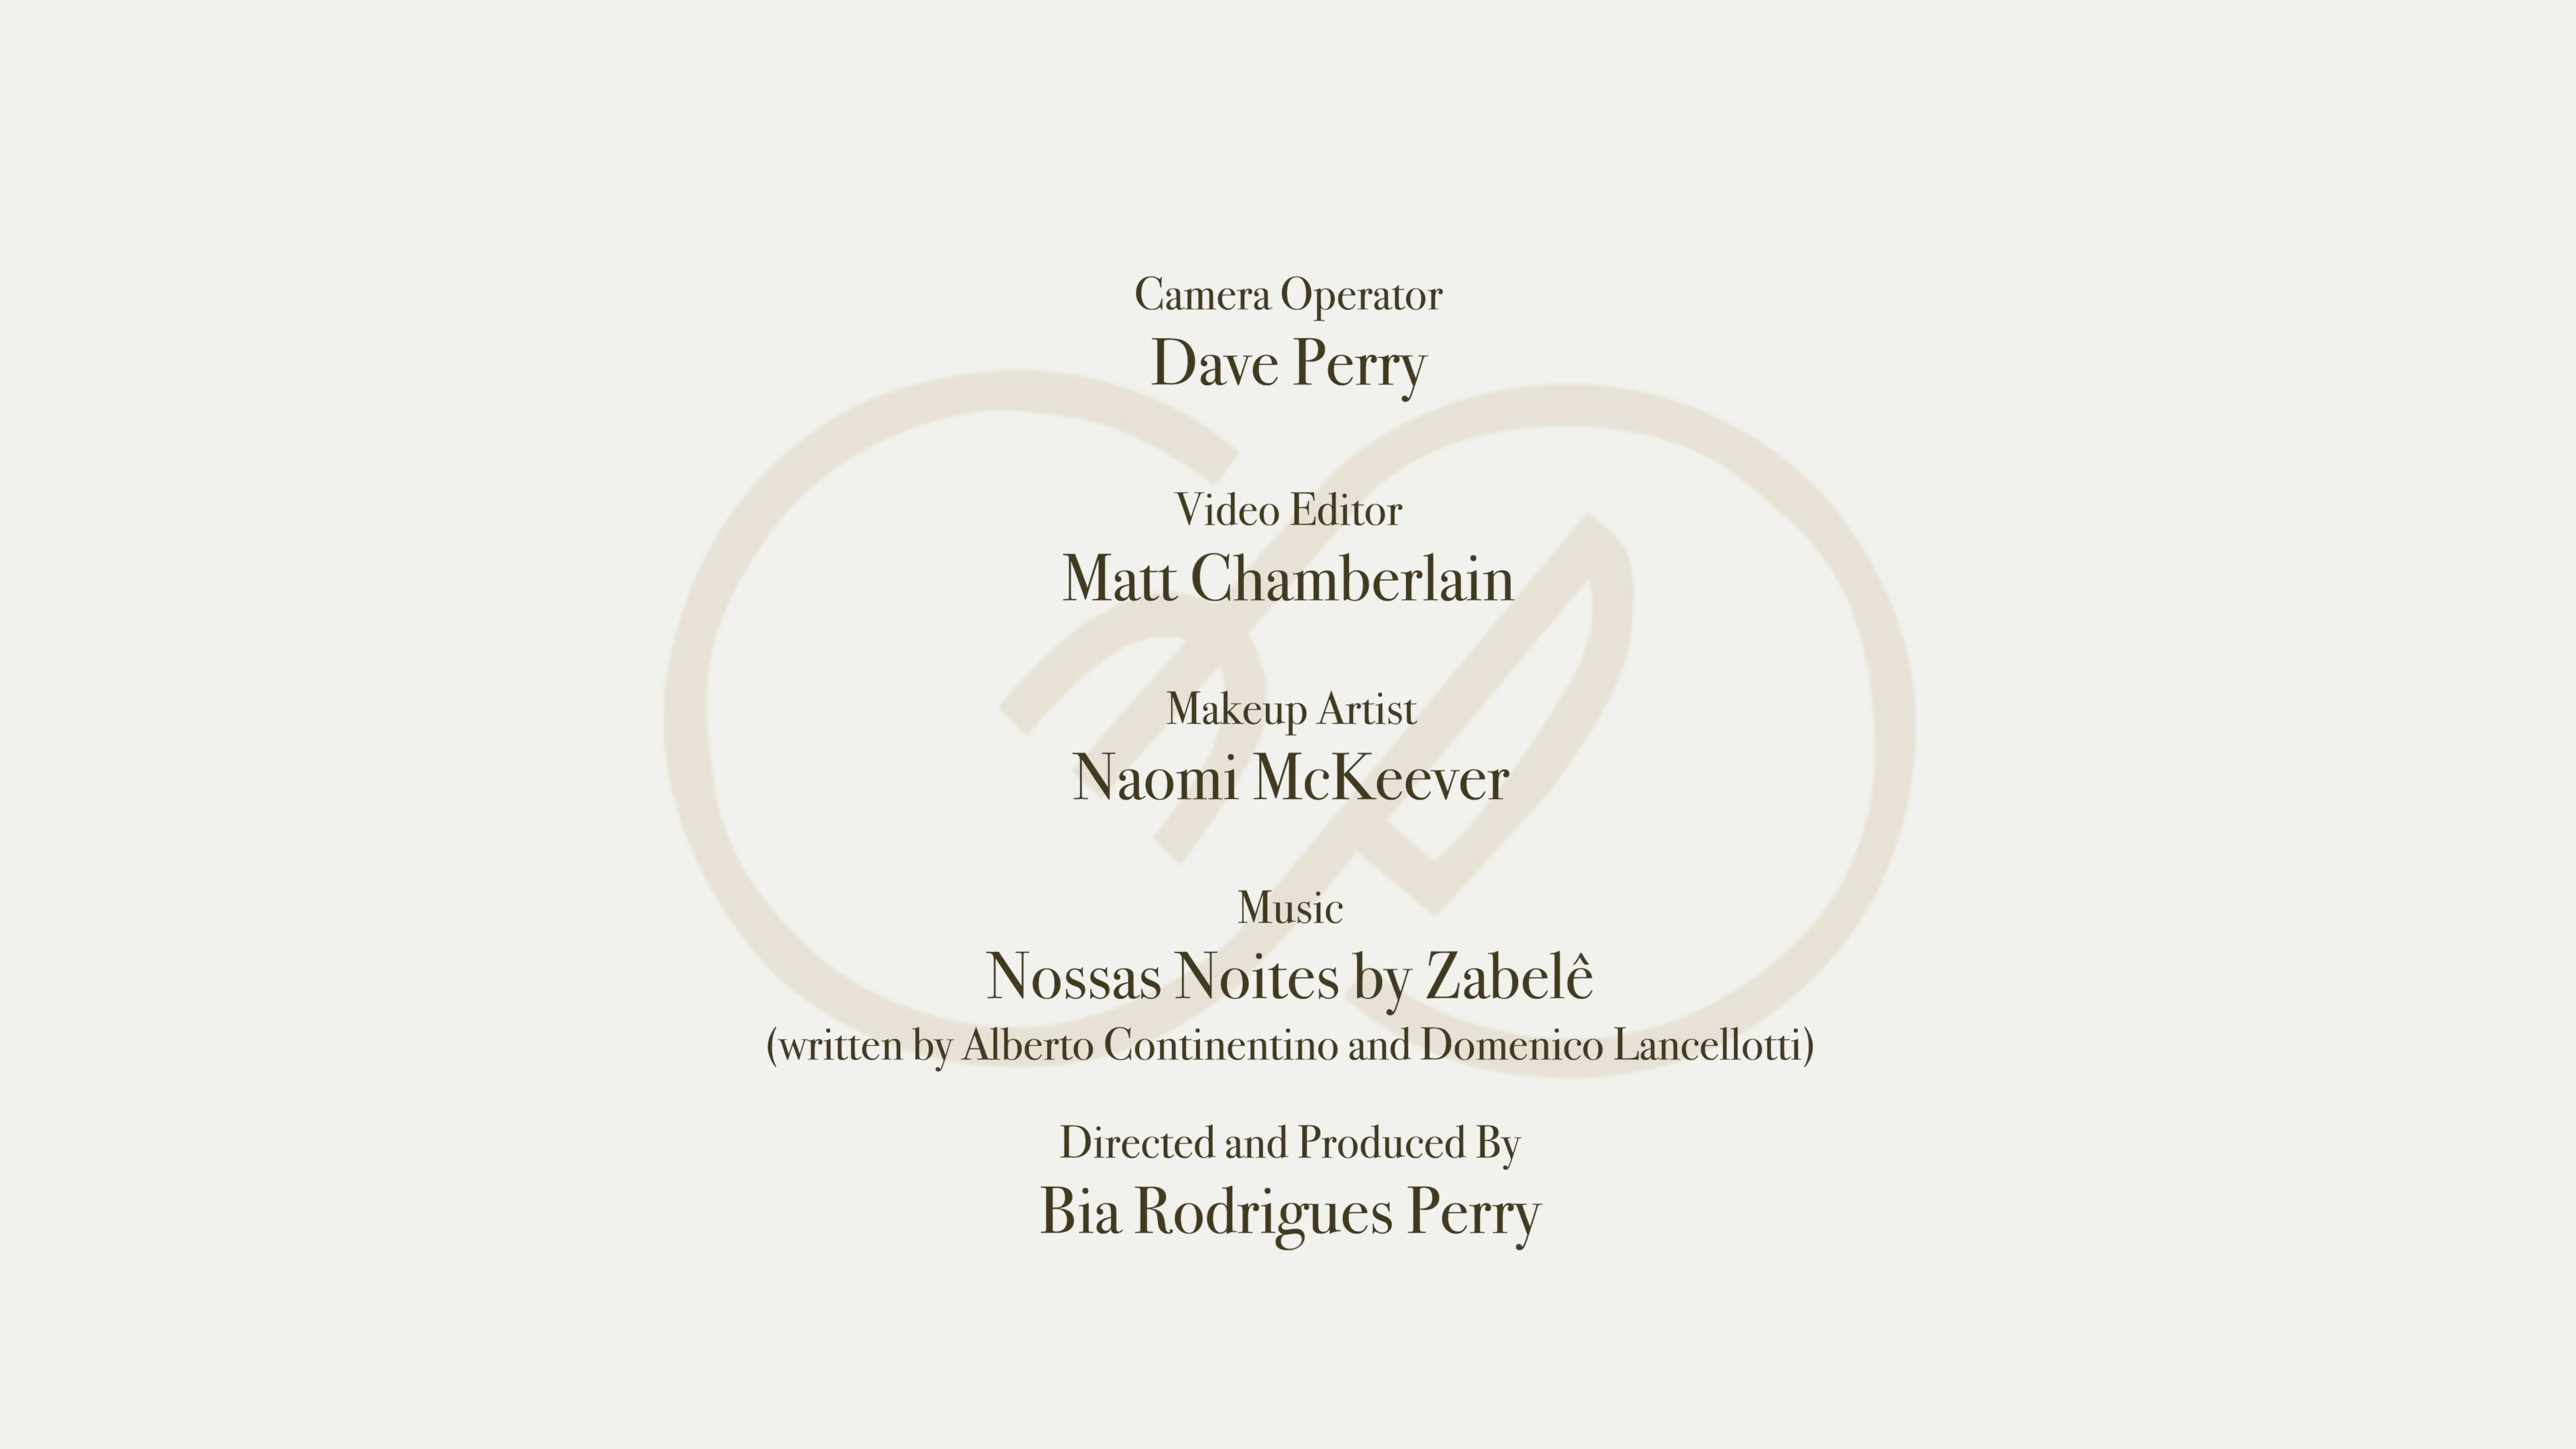 Camera Operator
Dave Perry
Video Editor
Matt Chamberlain
Makeup Artist
Naomi McKeever
Music
Nossas Noites by Zabelê
(written by Alberto Continentino and Domenico Lancellotti)
Directed and Produced By
Bia Rodrigues Perry